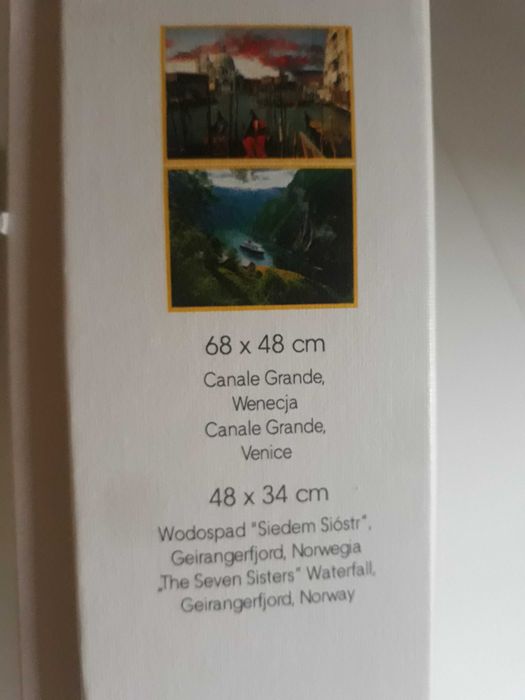 68 x 48 cm
Canale Grande,
Wenecja
Canale Grande,
Venice
48 x 34 cm
Wodospad "Siedem Sióstr",
Geirangerfjord, Norwegia
„The Seven Sisters" Waterfall,
Geirangerfjord, Norway